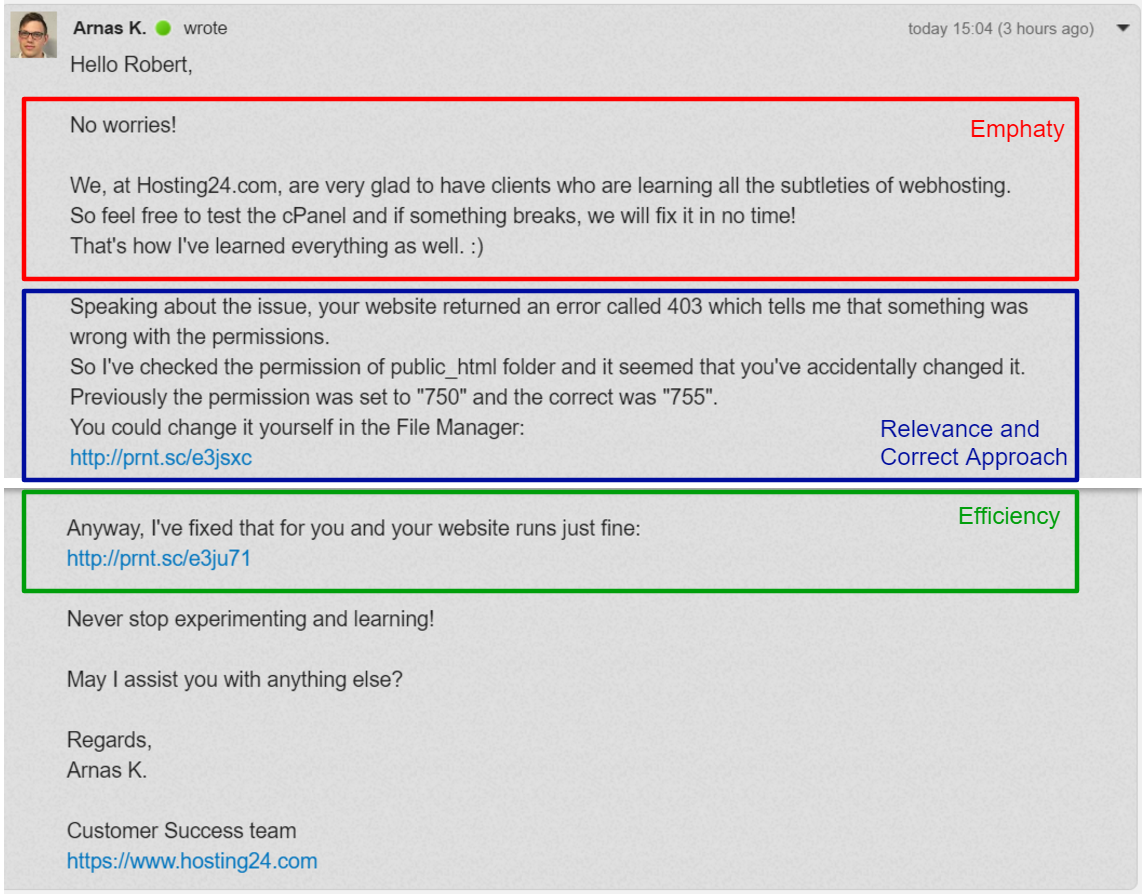 Arnas K. wrote today 15:04 (3 hours ago)
Hello Robert,
No worries!
Emphaty
We, at Hosting24.com, are very glad to have clients who are learning all the subtleties of webhosting.
So feel free to test the cPanel and if something breaks, we will fix it in no time!
That's how I've learned everything as well. :)
Speaking about the issue, your website returned an error called 403 which tells me that something was
wrong with the permissions.
So I've checked the permission of public_html folder and it seemed that you've accidentally changed it.
Previously the permission was set to "750" and the correct was "755".
You could change it yourself in the File Manager:
http://prnt.sc/e3jsxc
Relevance and
Correct Approach
Efficiency
Anyway, I've fixed that for you and your website runs just fine:
http://prnt.sc/e3ju71
Never stop experimenting and learning!
May I assist you with anything else?
Regards,
Arnas K.
Customer Success team
https://www.hosting24.com